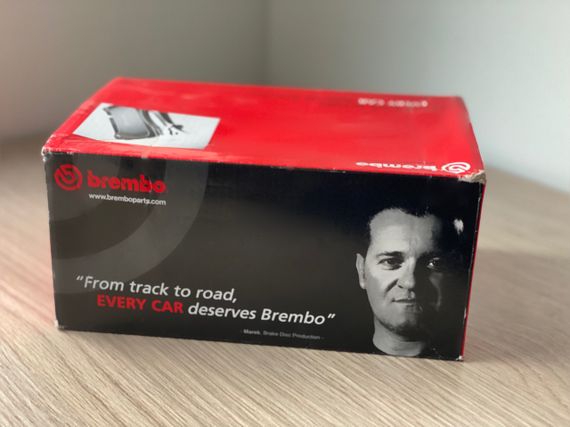 brembo
brembo
www.bremboparts.com
"From track to road,
EVERY CAR deserves Brembo"
- Marek, Brake Disc Production -